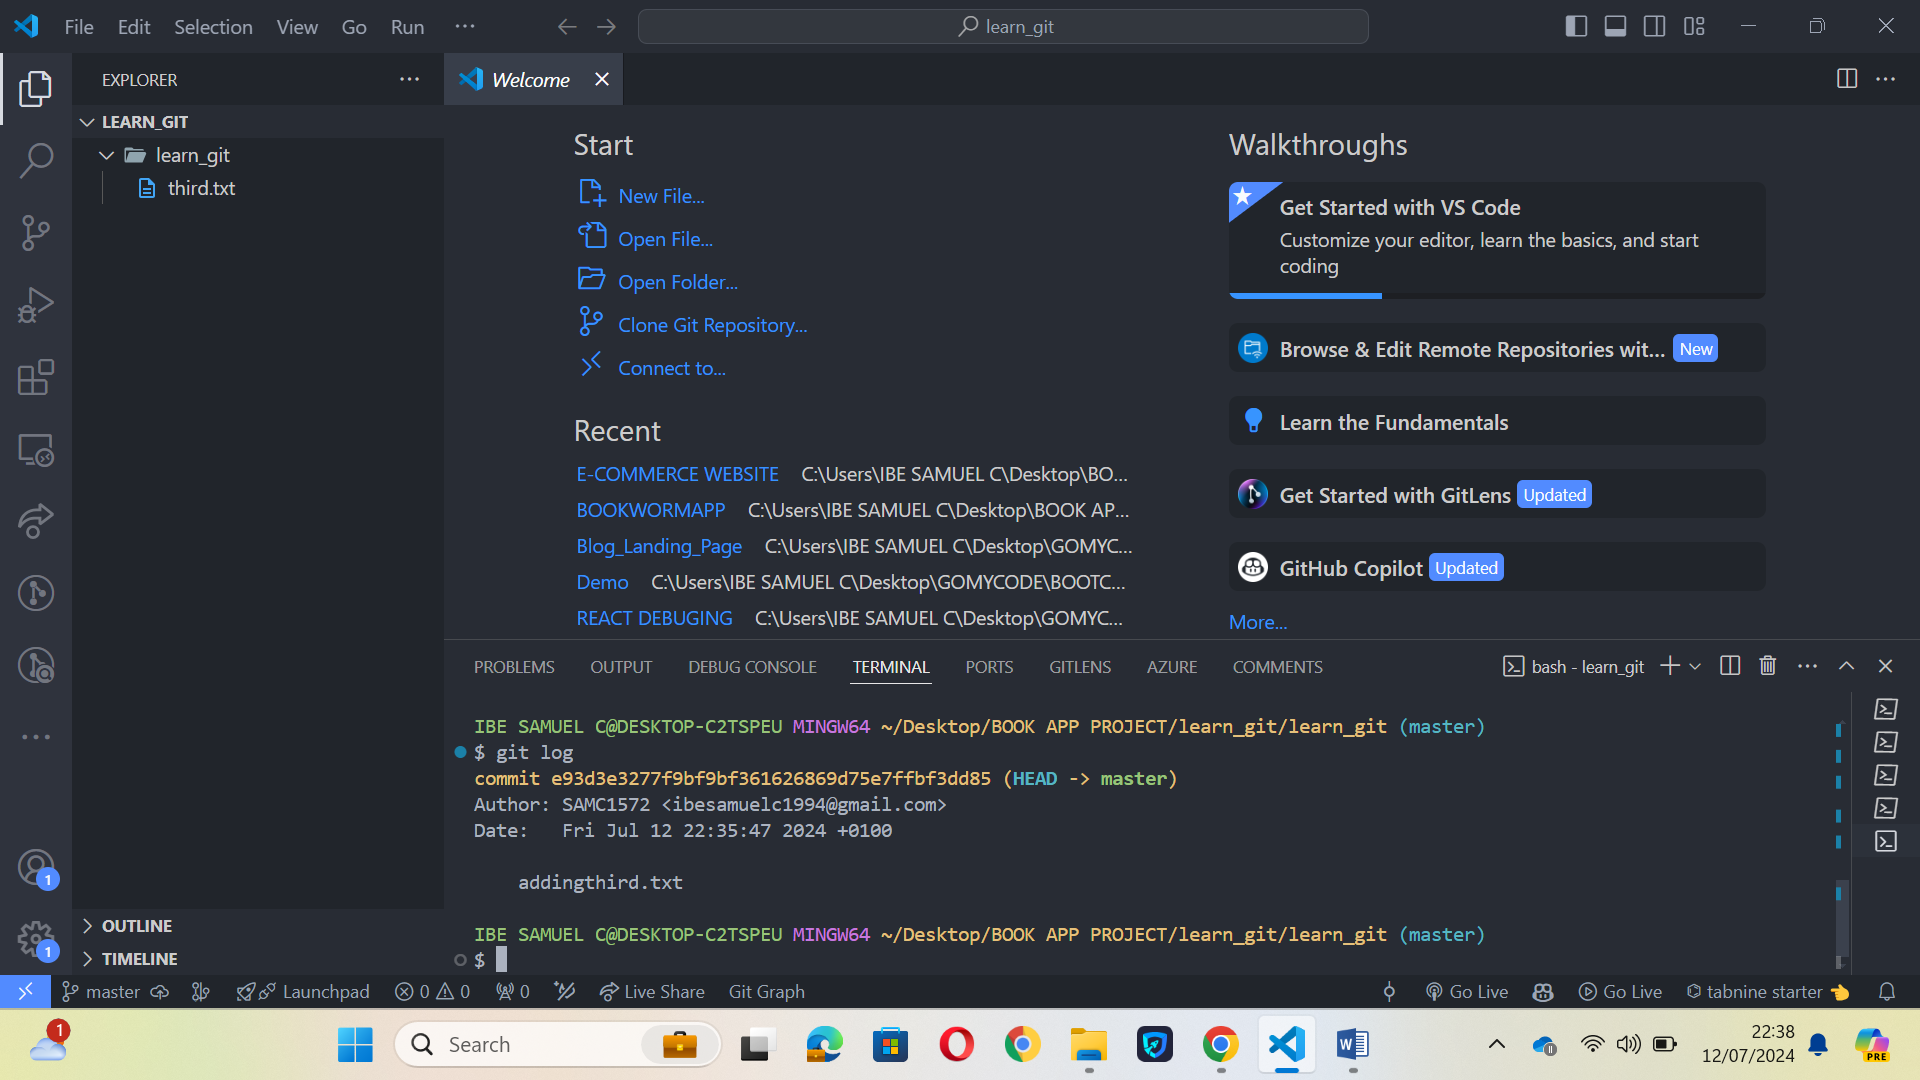 File Edit Selection View Go Run ···
learn_git
EXPLORER ···
LEARN_GIT
learn_git
third.txt
OUTLINE
TIMELINE
Welcome
Start
New File...
Open File...
Open Folder...
Clone Git Repository...
Connect to...
Recent
E-COMMERCE WEBSITE C:\Users\IBE SAMUEL C\Desktop\BO...
BOOKWORMAPP C:\Users\IBE SAMUEL C\Desktop\BOOK AP...
Blog_Landing_Page C:\Users\IBE SAMUEL C\Desktop\GOMYC...
Demo C:\Users\IBE SAMUEL C\Desktop\GOMYCODE\BOOTC...
REACT DEBUGING C:\Users\IBE SAMUEL C\Desktop\GOMYC...
Walkthroughs
Get Started with VS Code
Customize your editor, learn the basics, and start
coding
Browse & Edit Remote Repositories wit... New
Learn the Fundamentals
Get Started with GitLens Updated
GitHub Copilot Updated
More...
PROBLEMS OUTPUT DEBUG CONSOLE TERMINAL PORTS GITLENS AZURE COMMENTS
bash - learn_git
IBE SAMUEL C@DESKTOP-C2TSPEU MINGW64 ~/Desktop/BOOK APP PROJECT/learn_git/learn_git (master)
$ git log
commit e93d3e3277f9bf9bf361626869d75e7ffbf3dd85 (HEAD -> master)
Author: SAMC1572 <ibesamuelc1994@gmail.com>
Date:   Fri Jul 12 22:35:47 2024 +0100
addingthird.txt
IBE SAMUEL C@DESKTOP-C2TSPEU MINGW64 ~/Desktop/BOOK APP PROJECT/learn_git/learn_git (master)
$
1
1
master Launchpad 0 0 0 Live Share Git Graph Go Live Go Live tabnine starter
1
Search
22:38
12/07/2024
PRE